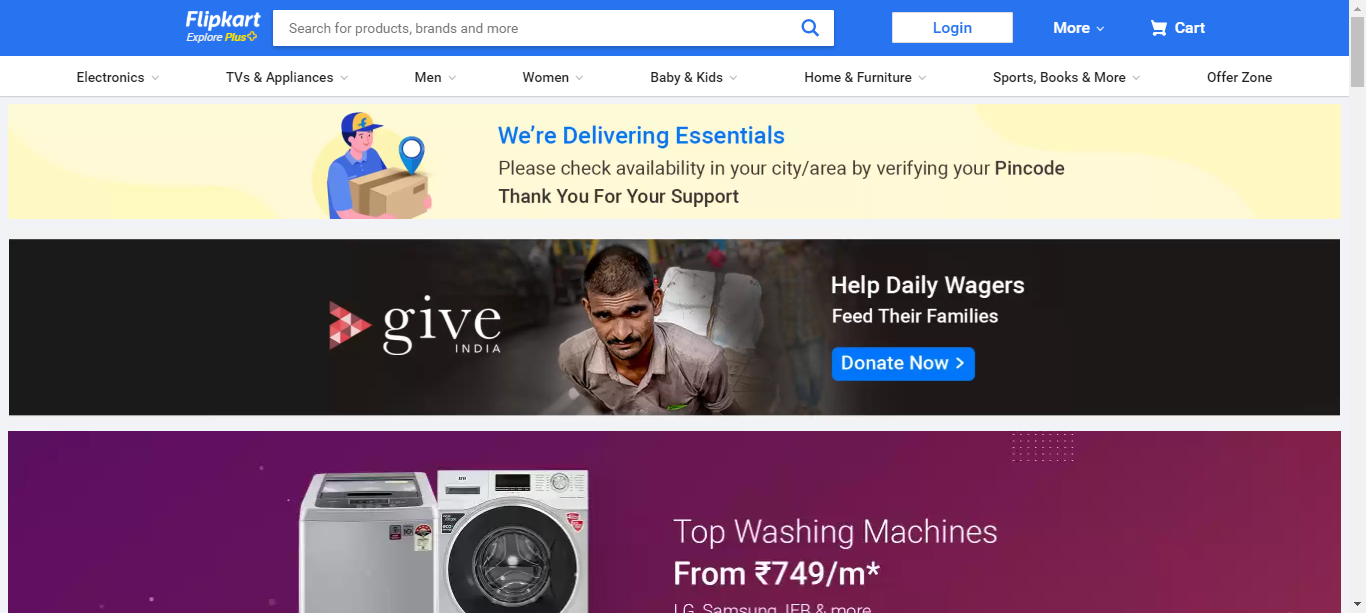 Flipkart
Explore Plus
Search for products, brands and more
Login
More
Cart
Electronics
TVs & Appliances
Men
Women
Baby & Kids
Home & Furniture
Sports, Books & More
Offer Zone
We're Delivering Essentials
Please check availability in your city/area by verifying your Pincode
Thank You For Your Support
give
INDIA
Help Daily Wagers
Feed Their Families
Donate Now >
Top Washing Machines
From ₹749/m*
LG, Samsung, IFB & more